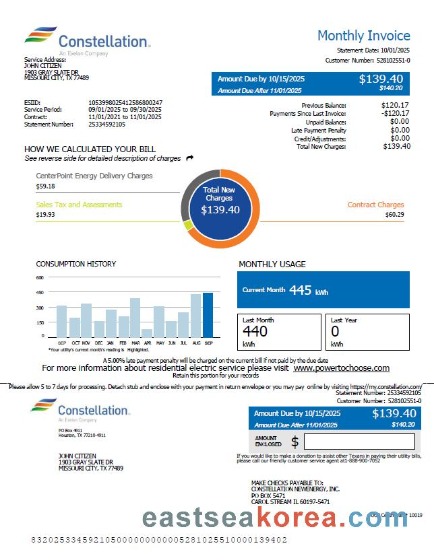 Constellation.
An Exelon Company
Monthly Invoice
Statement Date: 10/01/2025
Customer Number: 528102551-0
Service Address:
JOHN CITIZEN
1903 GRAY SLATE DR
MISSOURI CITY, TX 77489
Amount Due by 10/15/2025 $139.40
Amount Due After 11/01/2025 $140.20
ESIID: 1053998025412586800247
Service Period: 09/01/2025 to 09/30/2025
Contract: 11/01/2021 to 11/01/2025
Statement Number: 25334592105
Previous Balance: $120.17
Payments Since Last Invoice: -$120.17
Unpaid Balance: $0.00
Late Payment Penalty $0.00
Credit/Adjustments: $0.00
Total New Charges: $139.40
HOW WE CALCULATED YOUR BILL
See reverse side for detailed description of charges
CenterPoint Energy Delivery Charges
$59.18
Sales Tax and Assessments
$19.93
Total New
Charges
$139.40
Contract Charges
$60.29
CONSUMPTION HISTORY
600
450
300
150
0
SEP OCT NOV DEC JAN FEB MAR APR MAY JUN JUL AUG SEP
*Your utility's current month's reading is Highlighted.
MONTHLY USAGE
Current Month 445 kWh
Last Month
440
kWh
Last Year
0
kWh
A 5.00% late payment penalty will be charged on the current bill if not paid by the due date
For more information about residential electric service please visit www.powertochoose.com
Retain this portion for your records
Please allow 5 to 7 days for processing. Detach stub and enclose with your payment in return envelope or you may pay online by visiting https://my.constellation.com/
Statement Number: 25334592105
Customer Number: 528102551-0
Constellation.
An Exelon Company
PO Box 4911
Houston, TX 77210-4911
Amount Due by 10/15/2025 $139.40
Amount Due After 11/01/2025 $140.20
AMOUNT
ENCLOSED $
If you would like to make a donation to assist other Texans in paying their utility bills,
please call our friendly customer service agent at1-888-900-7052
JOHN CITIZEN
1903 GRAY SLATE DR
MISSOURI CITY, TX 77489
MAKE CHECKS PAYABLE TO:
CONSTELLATION NEWENERGY, INC.
PO BOX 5471
CAROL STREAM IL 60197-5471
10019
eastseakorea.com